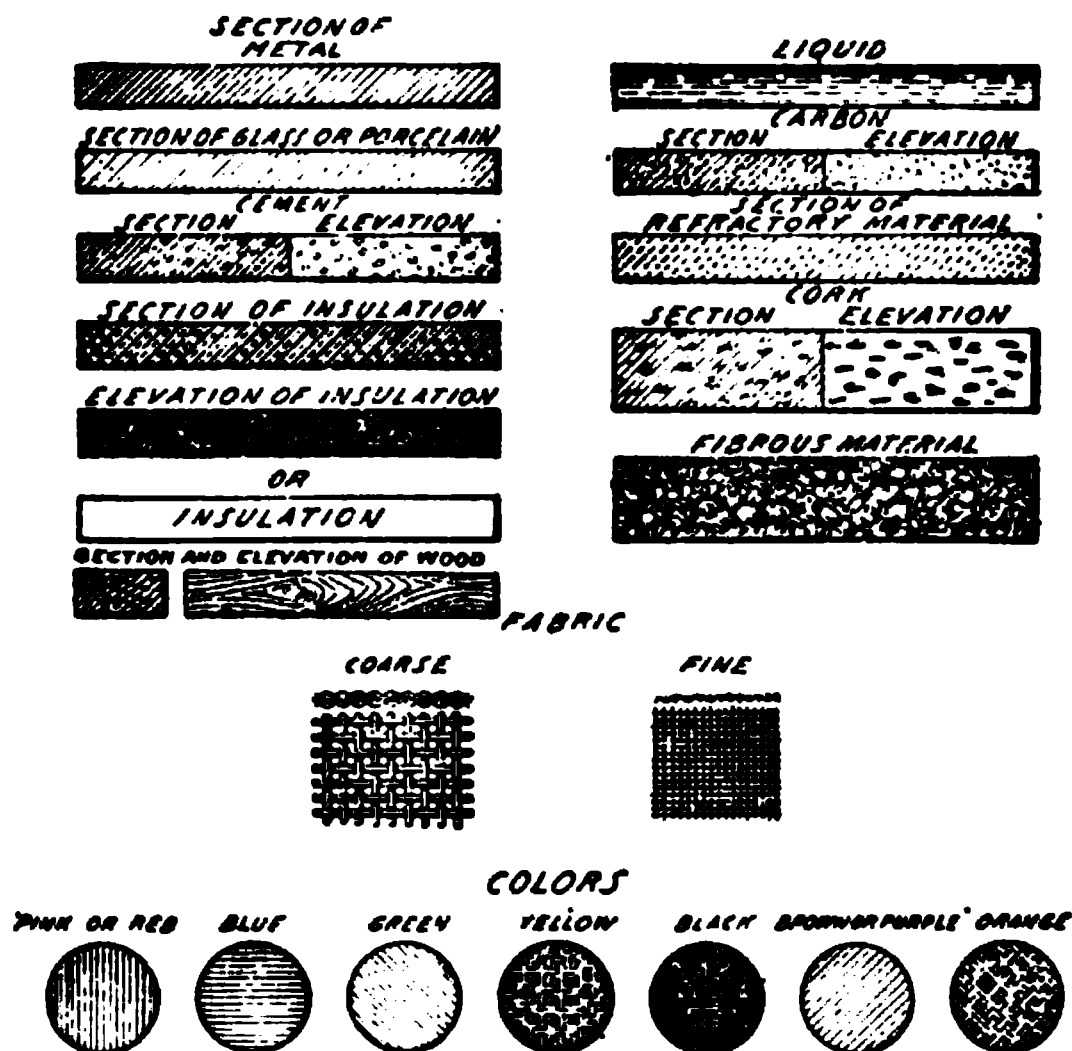 SECTION OF
METAL
SECTION OF GLASS OR PORCELAIN
CEMENT
SECTION ELEVATION
SECTION OF INSULATION
ELEVATION OF INSULATION
OR
INSULATION
SECTION AND ELEVATION OF WOOD
LIQUID
CARBON
SECTION ELEVATION
SECTION OF
REFRACTORY MATERIAL
CORK
SECTION ELEVATION
FIBROUS MATERIAL
FABRIC
COARSE FINE
COLORS
PINK OR RED BLUE GREEN YELLOW BLACK BROWN OR PURPLE ORANGE